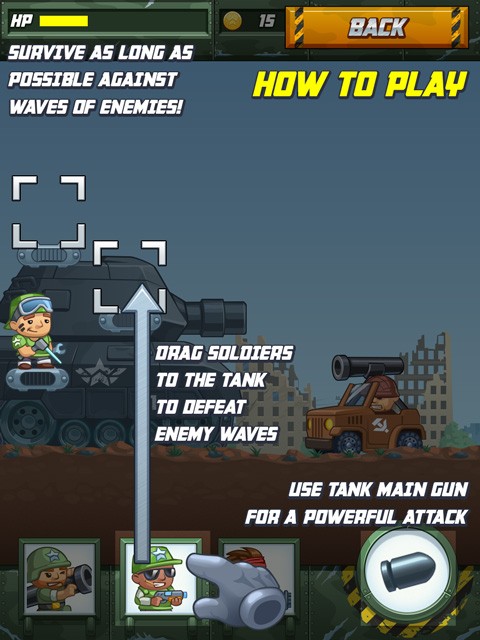 HP 15 BACK
SURVIVE AS LONG AS
POSSIBLE AGAINST
WAVES OF ENEMIES!
HOW TO PLAY
DRAG SOLDIERS
TO THE TANK
TO DEFEAT
ENEMY WAVES
USE TANK MAIN GUN
FOR A POWERFUL ATTACK